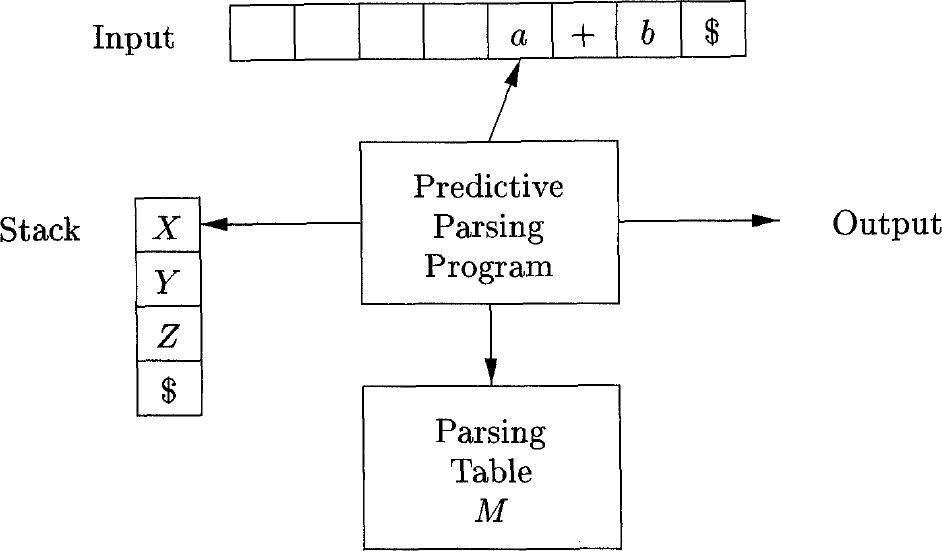 Input a + b $
Predictive
Parsing
Program
Stack X
Y
Z
$
Output
Parsing
Table
M